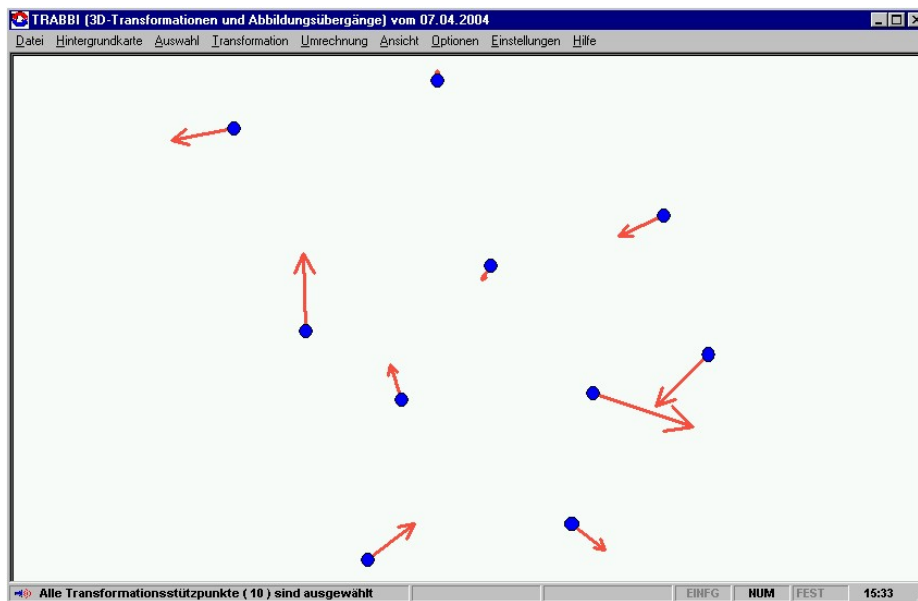 TRABBI (3D-Transformationen und Abbildungsübergänge) vom 07.04.2004
Datei Hintergrundkarte Auswahl Transformation Umrechnung Ansicht Optionen Einstellungen Hilfe
Alle Transformationsstützpunkte ( 10 ) sind ausgewählt EINFG NUM FEST 15:33